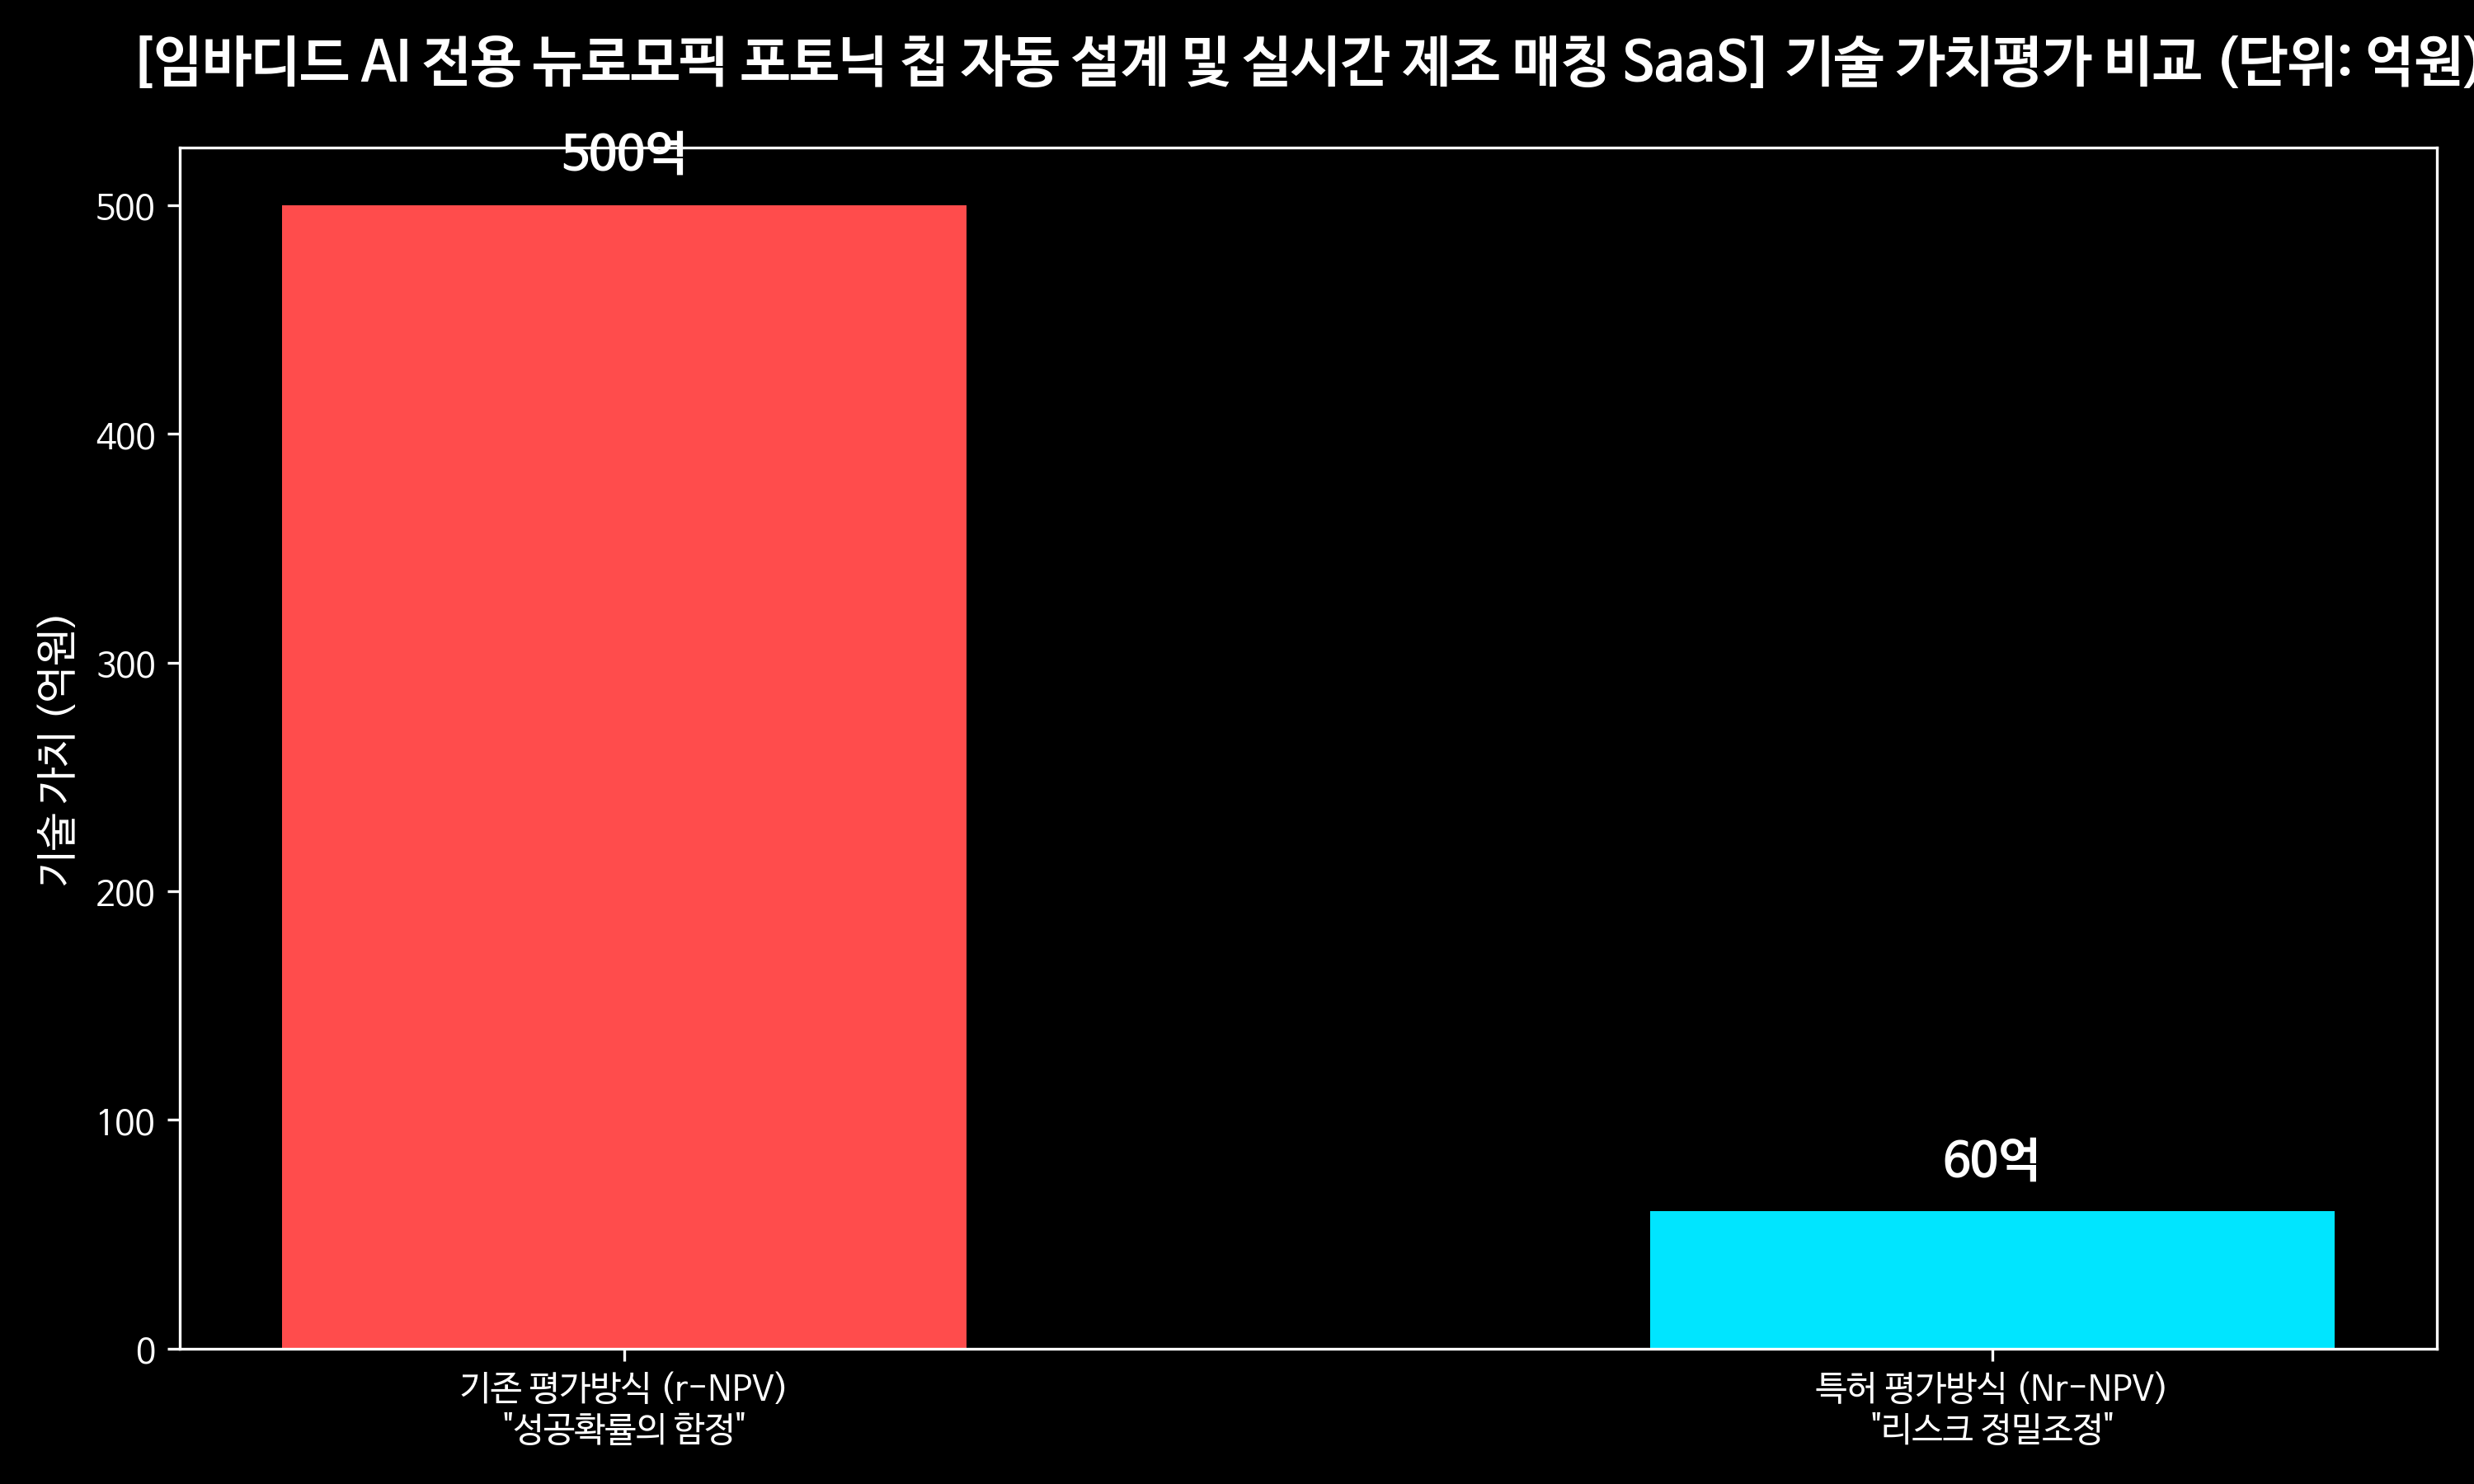 [임바디드 AI 전용 뉴로모픽 포토닉 칩 자동 설계 및 실시간 제조 매칭 SaaS] 기술 가치평가 비교 (단위: 억원)
500억
500
400
300
200
100
0
기술 가치 (억원)
60억
기존 평가방식 (r-NPV)
"성공확률의 함정"
특허 평가방식 (Nr-NPV)
"리스크 정밀조정"